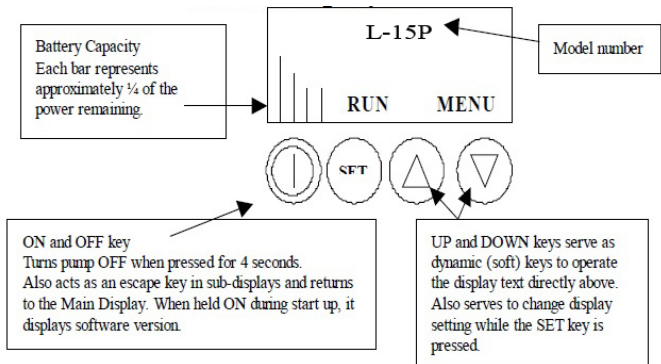 L-15P
Model number
Battery Capacity
Each bar represents
approximately ¼ of the
power remaining.
RUN MENU
SET
ON and OFF key
Turns pump OFF when pressed for 4 seconds.
Also acts as an escape key in sub-displays and returns
to the Main Display. When held ON during start up, it
displays software version.
UP and DOWN keys serve as
dynamic (soft) keys to operate
the display text directly above.
Also serves to change display
setting while the SET key is
pressed.